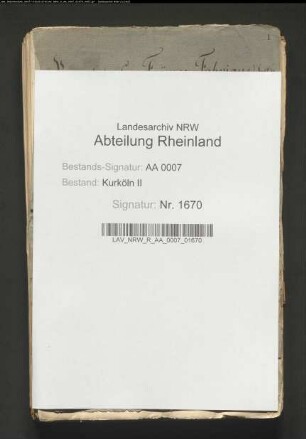 Landesarchiv NRW
Abteilung Rheinland
Bestands-Signatur: AA 0007
Bestand: Kurköln II
Signatur: Nr. 1670
LAV_NRW_R_AA_0007_01670